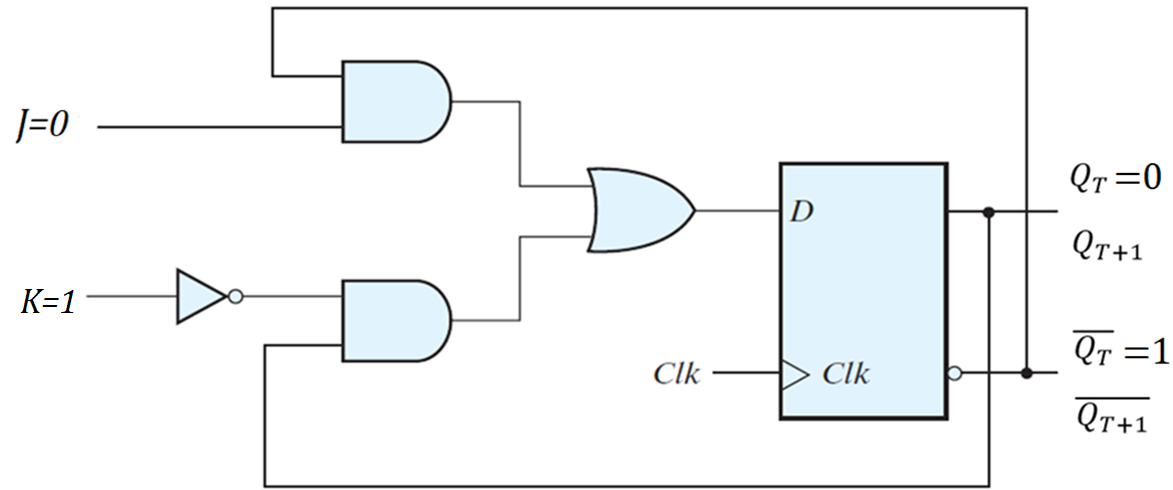 J=0
K=1
D
Clk
Clk
Q_T=0
Q_{T+1}
\overline{Q_T}=1
\overline{Q_{T+1}}